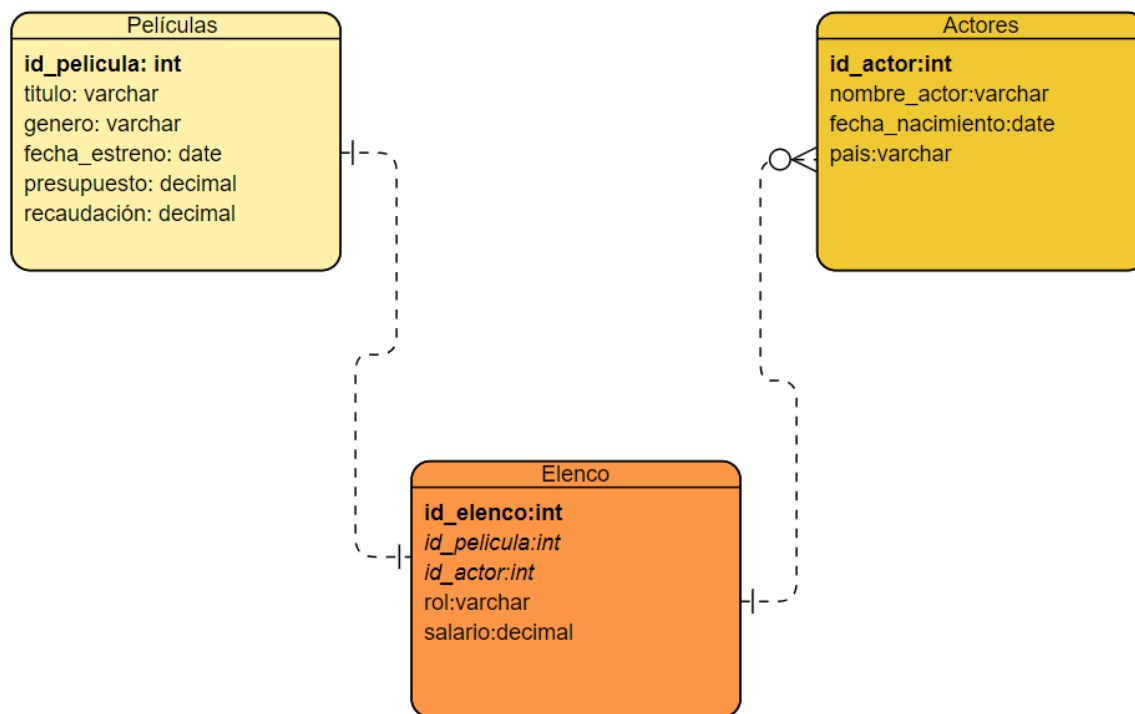 Películas
id_pelicula: int
titulo: varchar
genero: varchar
fecha_estreno: date
presupuesto: decimal
recaudación: decimal
Actores
id_actor:int
nombre_actor:varchar
fecha_nacimiento:date
pais:varchar
Elenco
id_elenco:int
id_pelicula:int
id_actor:int
rol:varchar
salario:decimal